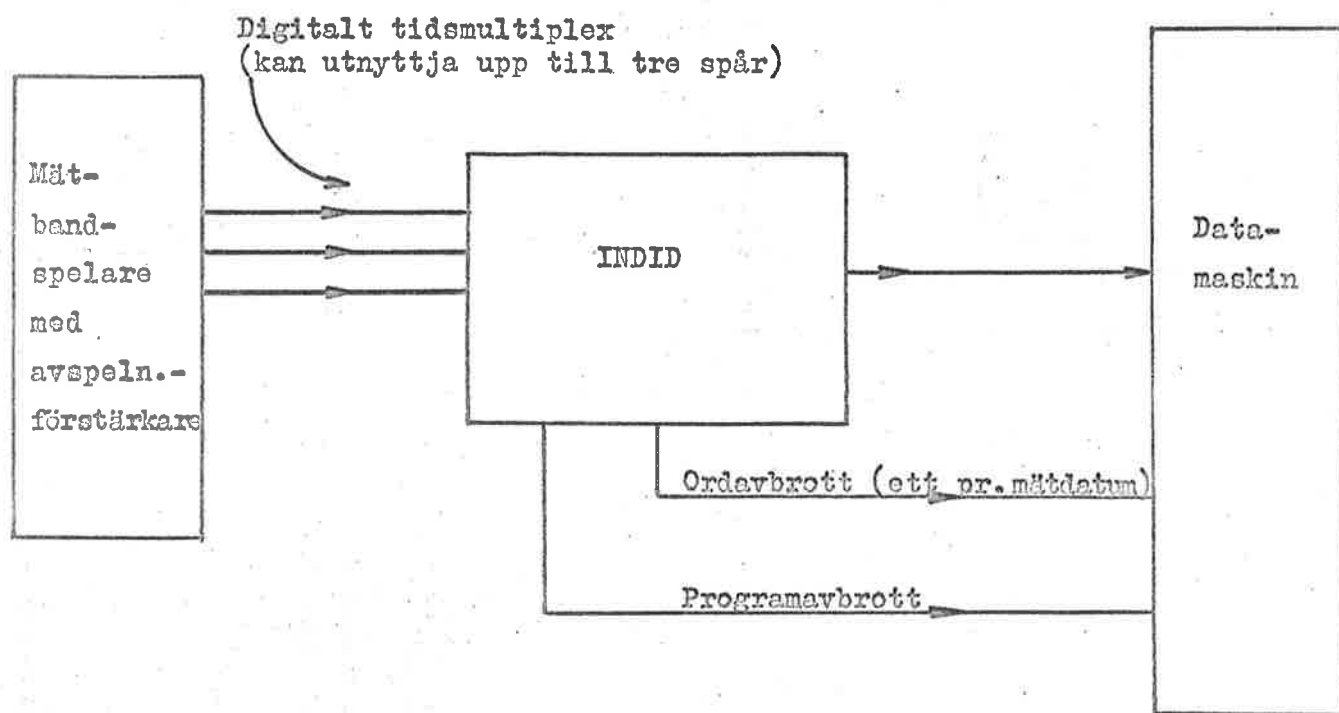 Digitalt tidsmultiplex
(kan utnyttja upp till tre spår)
Mät-
band-
spelare
med
avspeln.-
förstärkare
INDID
Data-
maskin
Ordavbrott (ett pr.mätdatum)
Programavbrott